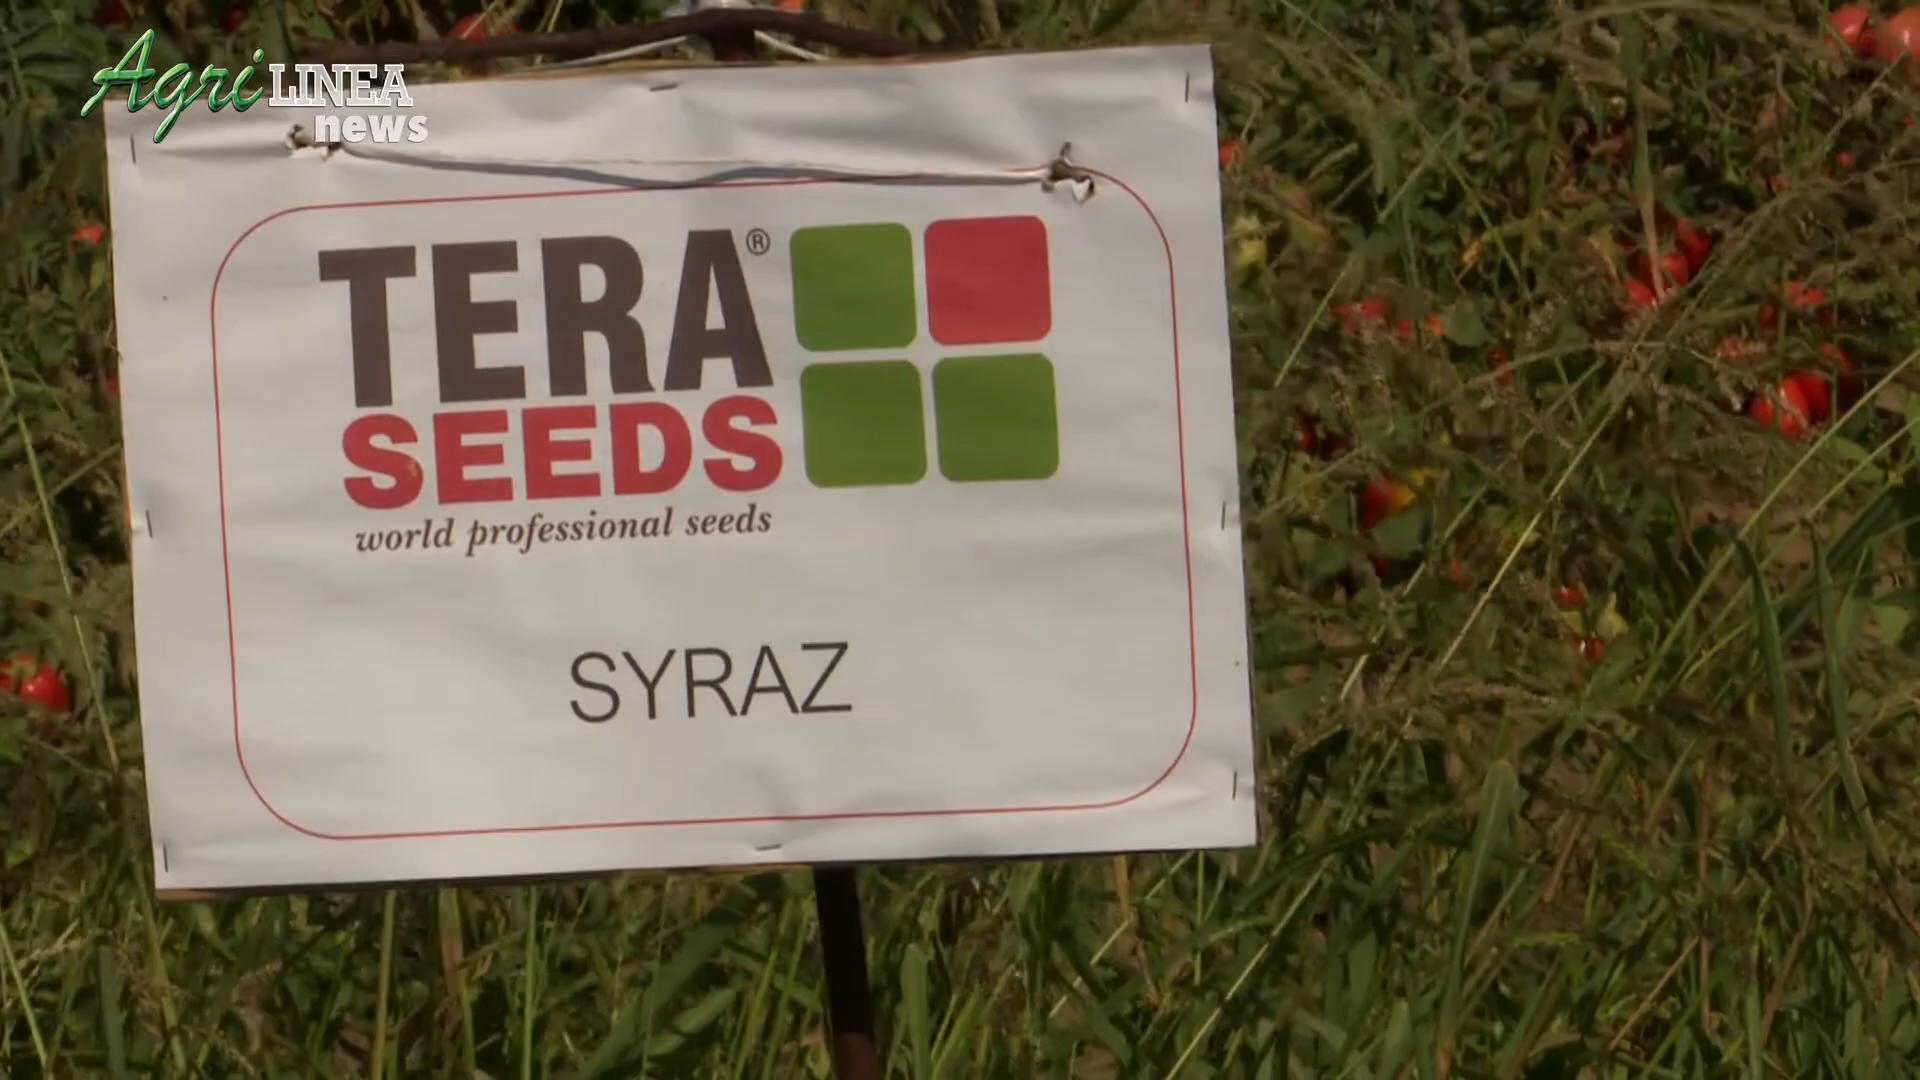 Agri LINEA
news
TERA®
SEEDS
world professional seeds
SYRAZ